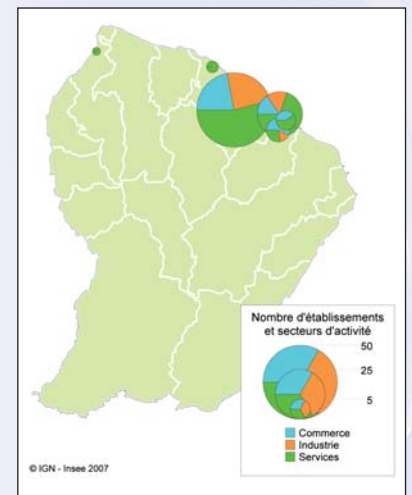 Nombre d'établissements
et secteurs d'activité
50
25
5
Commerce
Industrie
Services
© IGN - Insee 2007